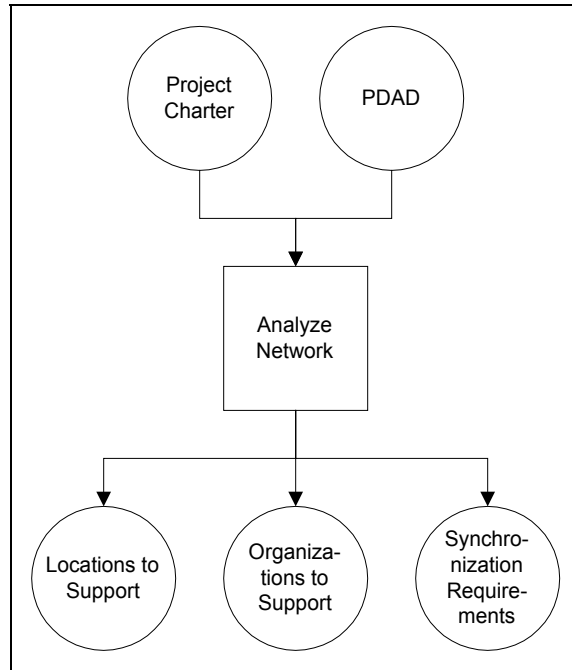 Project
Charter
PDAD
Analyze
Network
Locations to
Support
Organiza-
tions to
Support
Synchro-
nization
Require-
ments